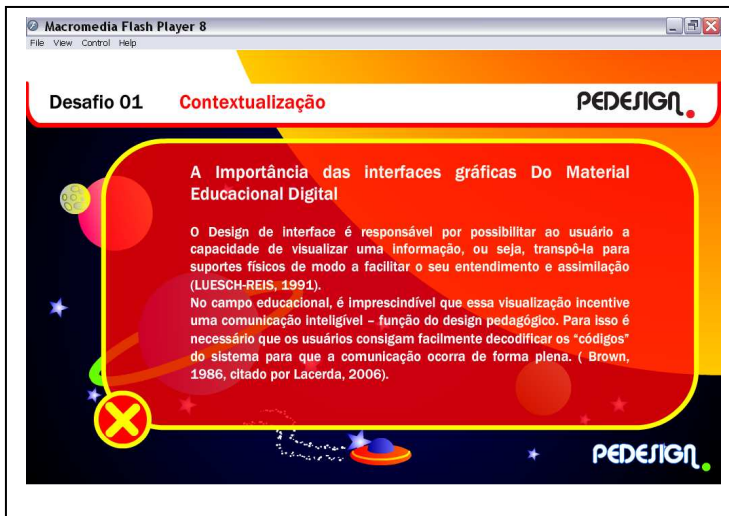 Macromedia Flash Player 8
File View Control Help
Desafio 01 Contextualização PEDESIGN.
A Importância das interfaces gráficas Do Material
Educacional Digital
O Design de interface é responsável por possibilitar ao usuário a
capacidade de visualizar uma informação, ou seja, transpô-la para
suportes físicos de modo a facilitar o seu entendimento e assimilação
(LUESCH-REIS, 1991).
No campo educacional, é imprescindível que essa visualização incentive
uma comunicação inteligível – função do design pedagógico. Para isso é
necessário que os usuários consigam facilmente decodificar os “códigos”
do sistema para que a comunicação ocorra de forma plena. ( Brown,
1986, citado por Lacerda, 2006).
PEDESIGN.